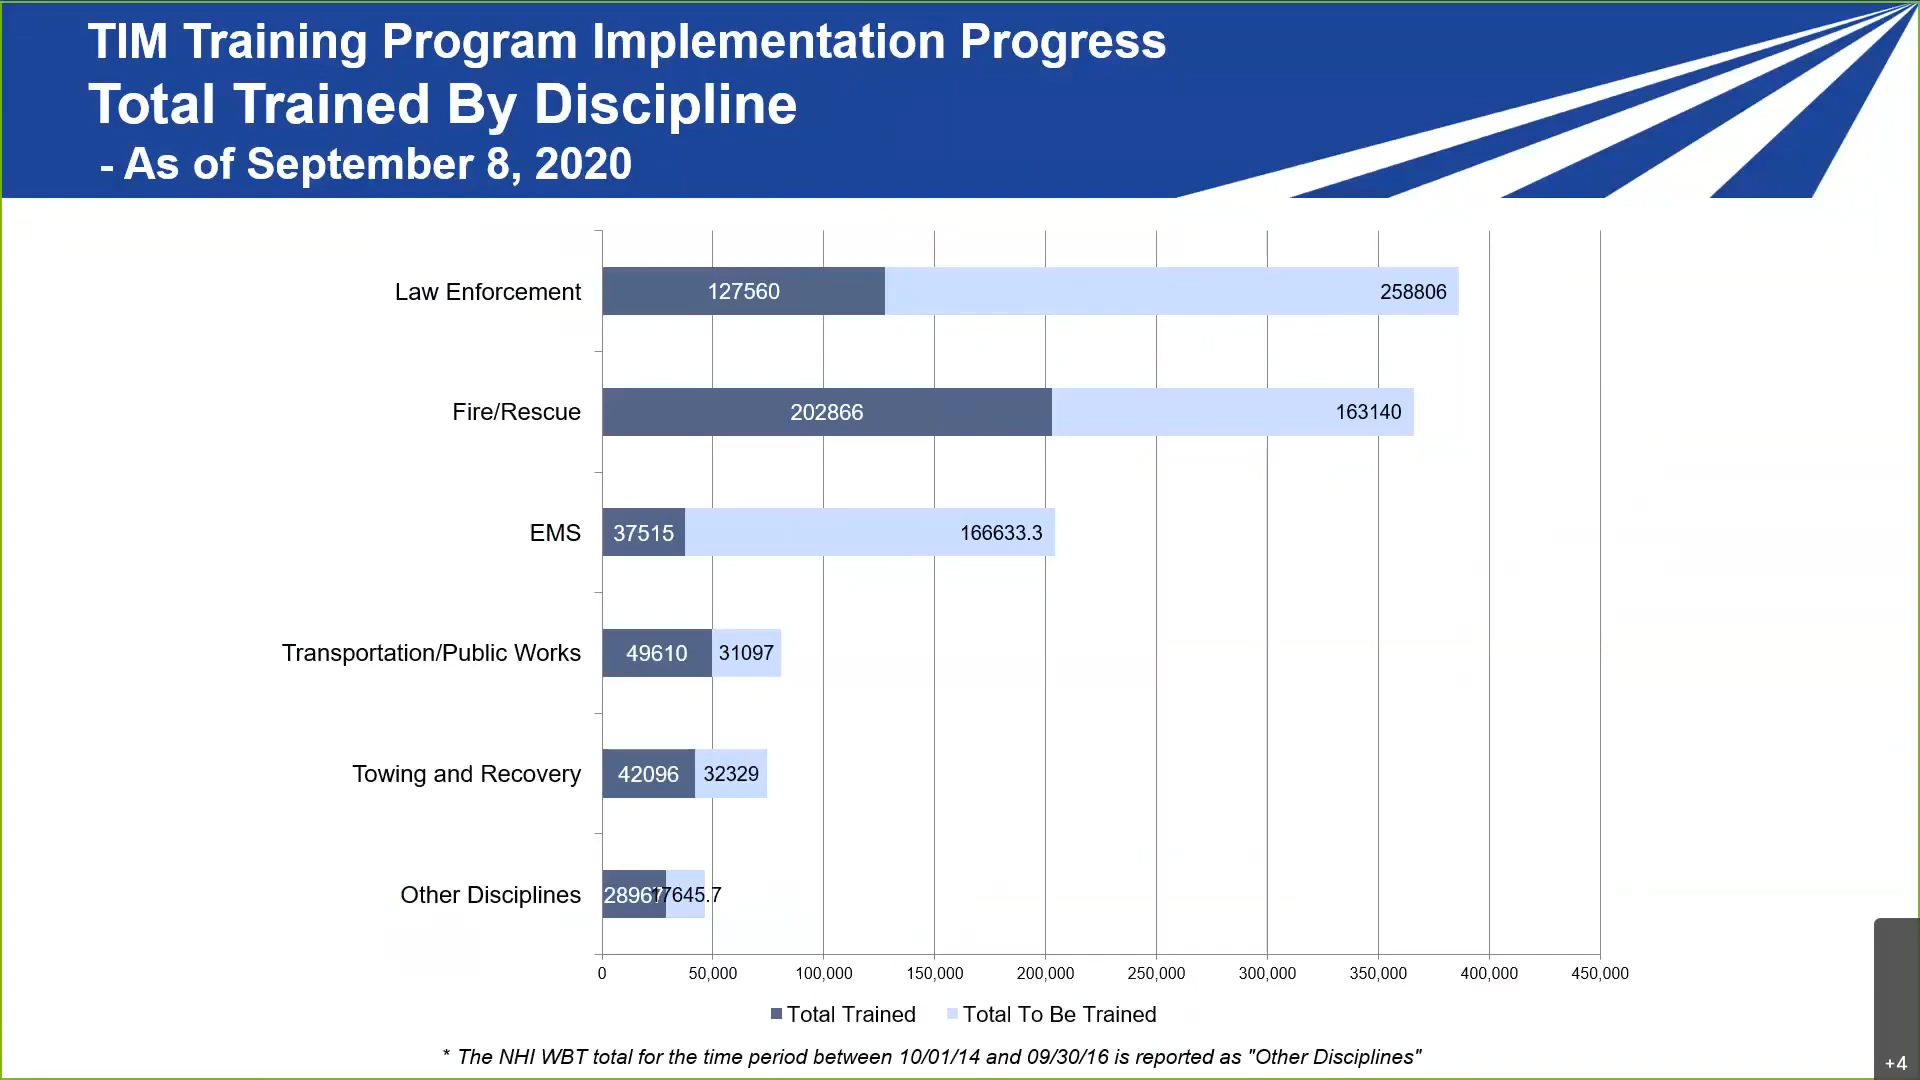 TIM Training Program Implementation Progress
Total Trained By Discipline
- As of September 8, 2020
Law Enforcement 127560 258806
Fire/Rescue 202866 163140
EMS 37515 166633.3
Transportation/Public Works 49610 31097
Towing and Recovery 42096 32329
Other Disciplines 28967 17645.7
0 50,000 100,000 150,000 200,000 250,000 300,000 350,000 400,000 450,000
Total Trained Total To Be Trained
* The NHI WBT total for the time period between 10/01/14 and 09/30/16 is reported as "Other Disciplines"
+4